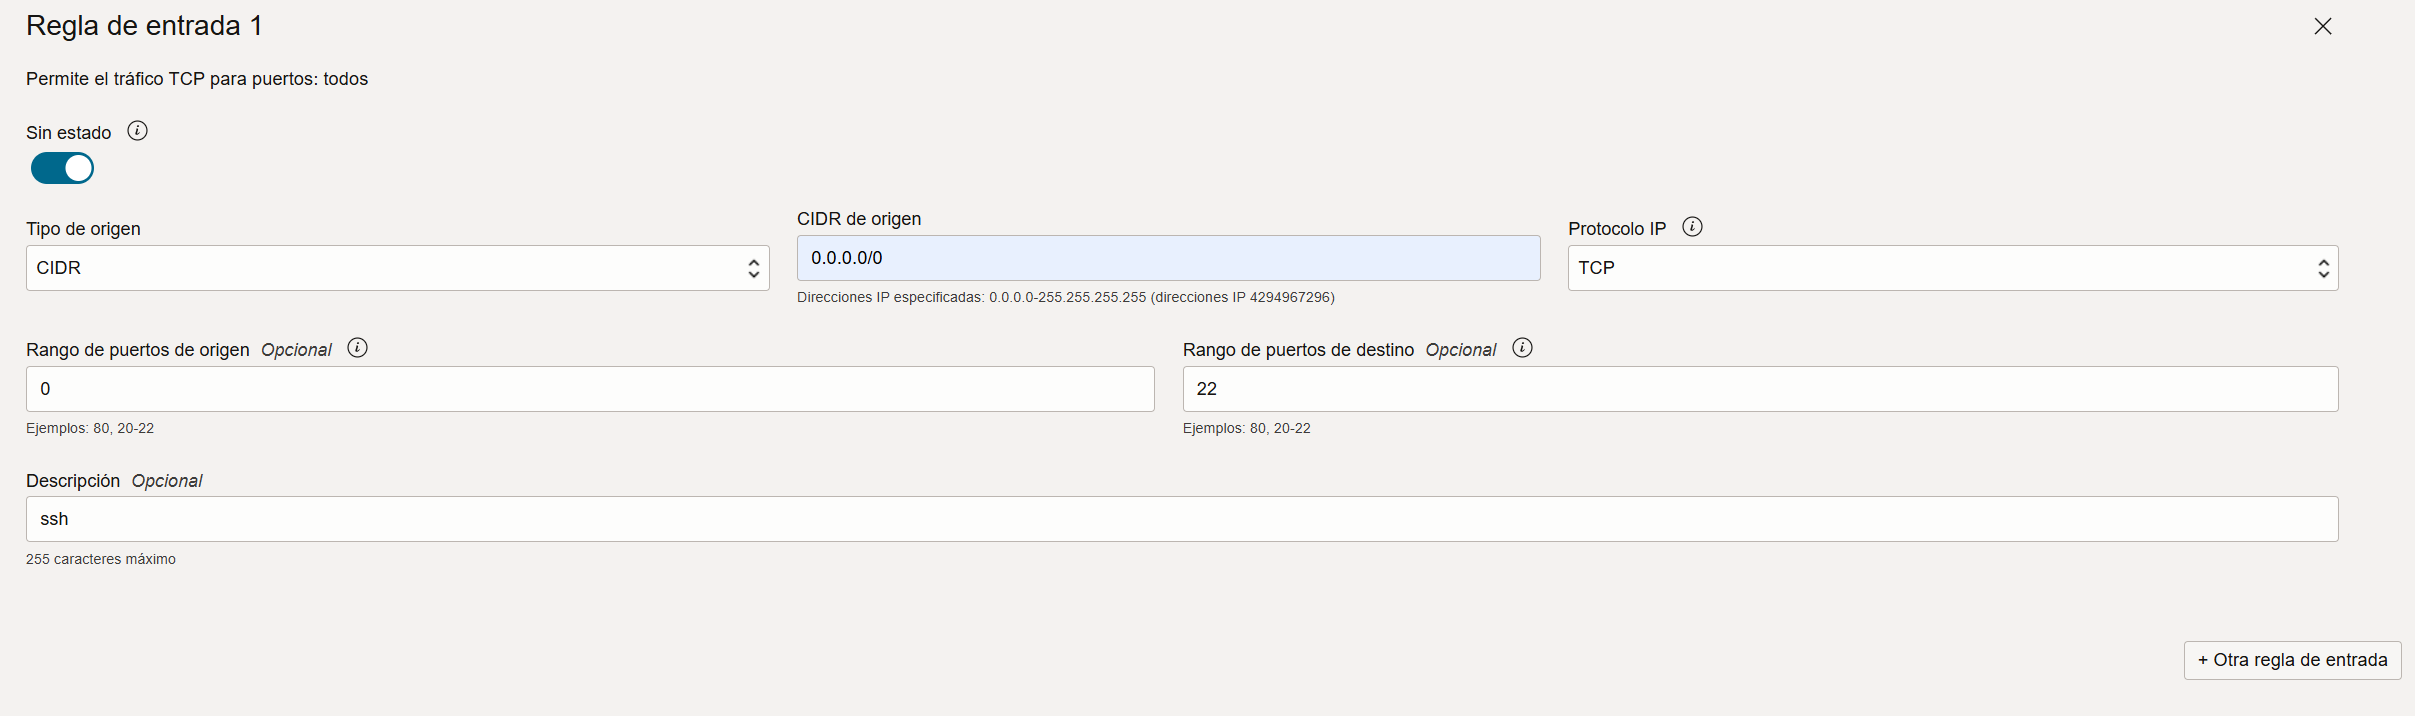 Regla de entrada 1
Permite el tráfico TCP para puertos: todos
Sin estado
Tipo de origen
CIDR
CIDR de origen
0.0.0.0/0
Direcciones IP especificadas: 0.0.0.0-255.255.255.255 (direcciones IP 4294967296)
Protocolo IP
TCP
Rango de puertos de origen Opcional
0
Ejemplos: 80, 20-22
Rango de puertos de destino Opcional
22
Ejemplos: 80, 20-22
Descripción Opcional
ssh
255 caracteres máximo
+ Otra regla de entrada